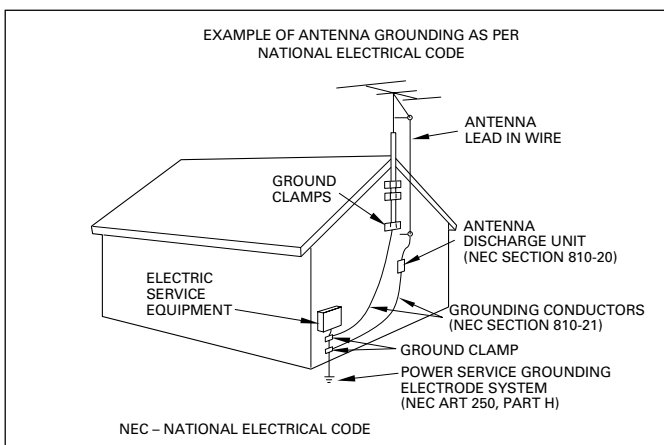 EXAMPLE OF ANTENNA GROUNDING AS PER
NATIONAL ELECTRICAL CODE
ANTENNA
LEAD IN WIRE
GROUND
CLAMPS
ANTENNA
DISCHARGE UNIT
(NEC SECTION 810-20)
ELECTRIC
SERVICE
EQUIPMENT
GROUNDING CONDUCTORS
(NEC SECTION 810-21)
GROUND CLAMP
POWER SERVICE GROUNDING
ELECTRODE SYSTEM
(NEC ART 250, PART H)
NEC – NATIONAL ELECTRICAL CODE